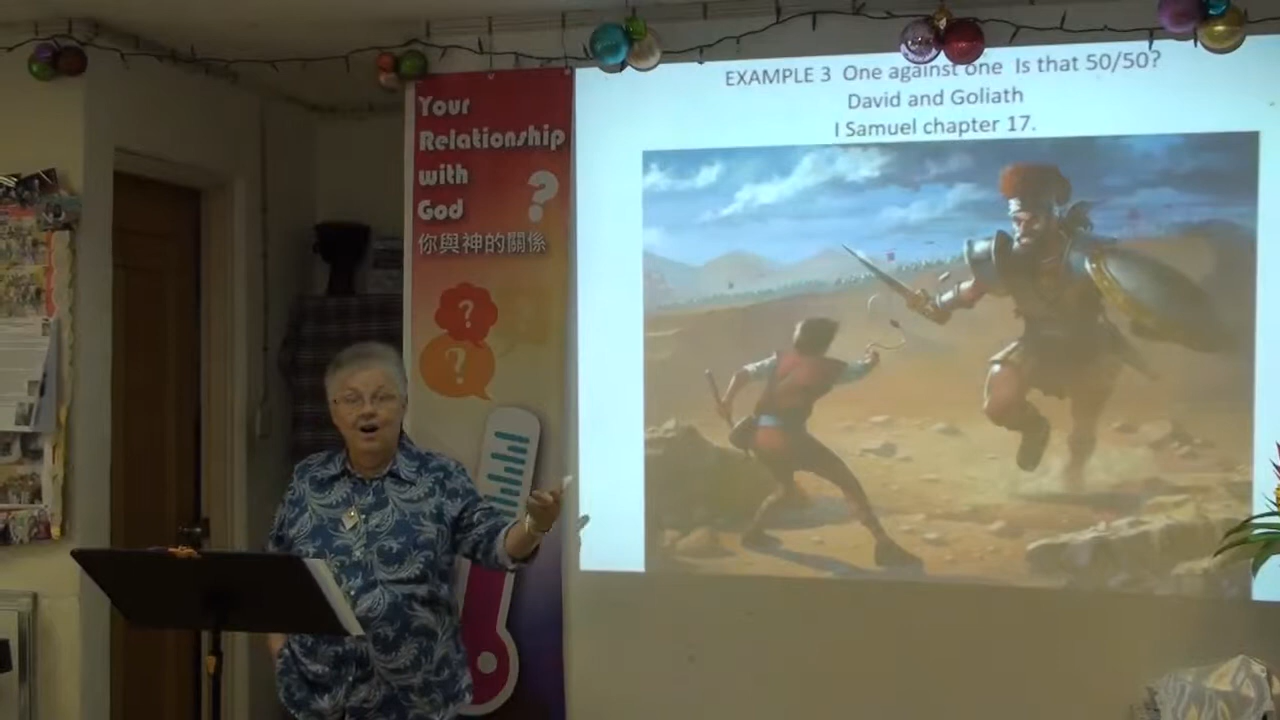 Your
Relationship
with
God
?
你與神的關係
?
?
EXAMPLE 3 One against one Is that 50/50?
David and Goliath
I Samuel chapter 17.